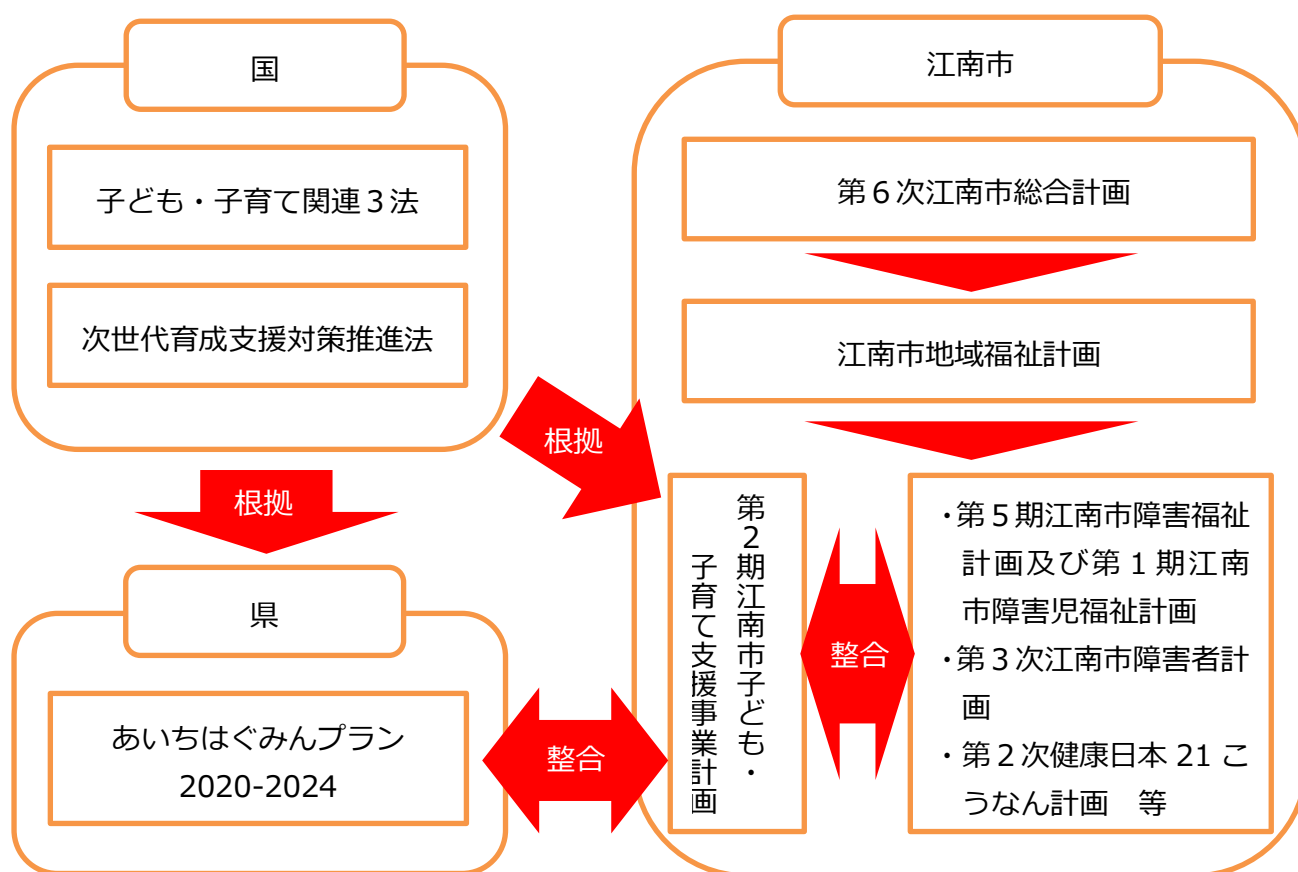 国
子ども・子育て関連３法
次世代育成支援対策推進法
根拠
県
あいちはぐみんプラン
2020-2024
根拠
整合
江南市
第６次江南市総合計画
江南市地域福祉計画
第２期江南市子ども・
子育て支援事業計画
整合
・第５期江南市障害福祉
計画及び第１期江南
市障害児福祉計画
・第３次江南市障害者計
画
・第２次健康日本 21 こ
うなん計画　等